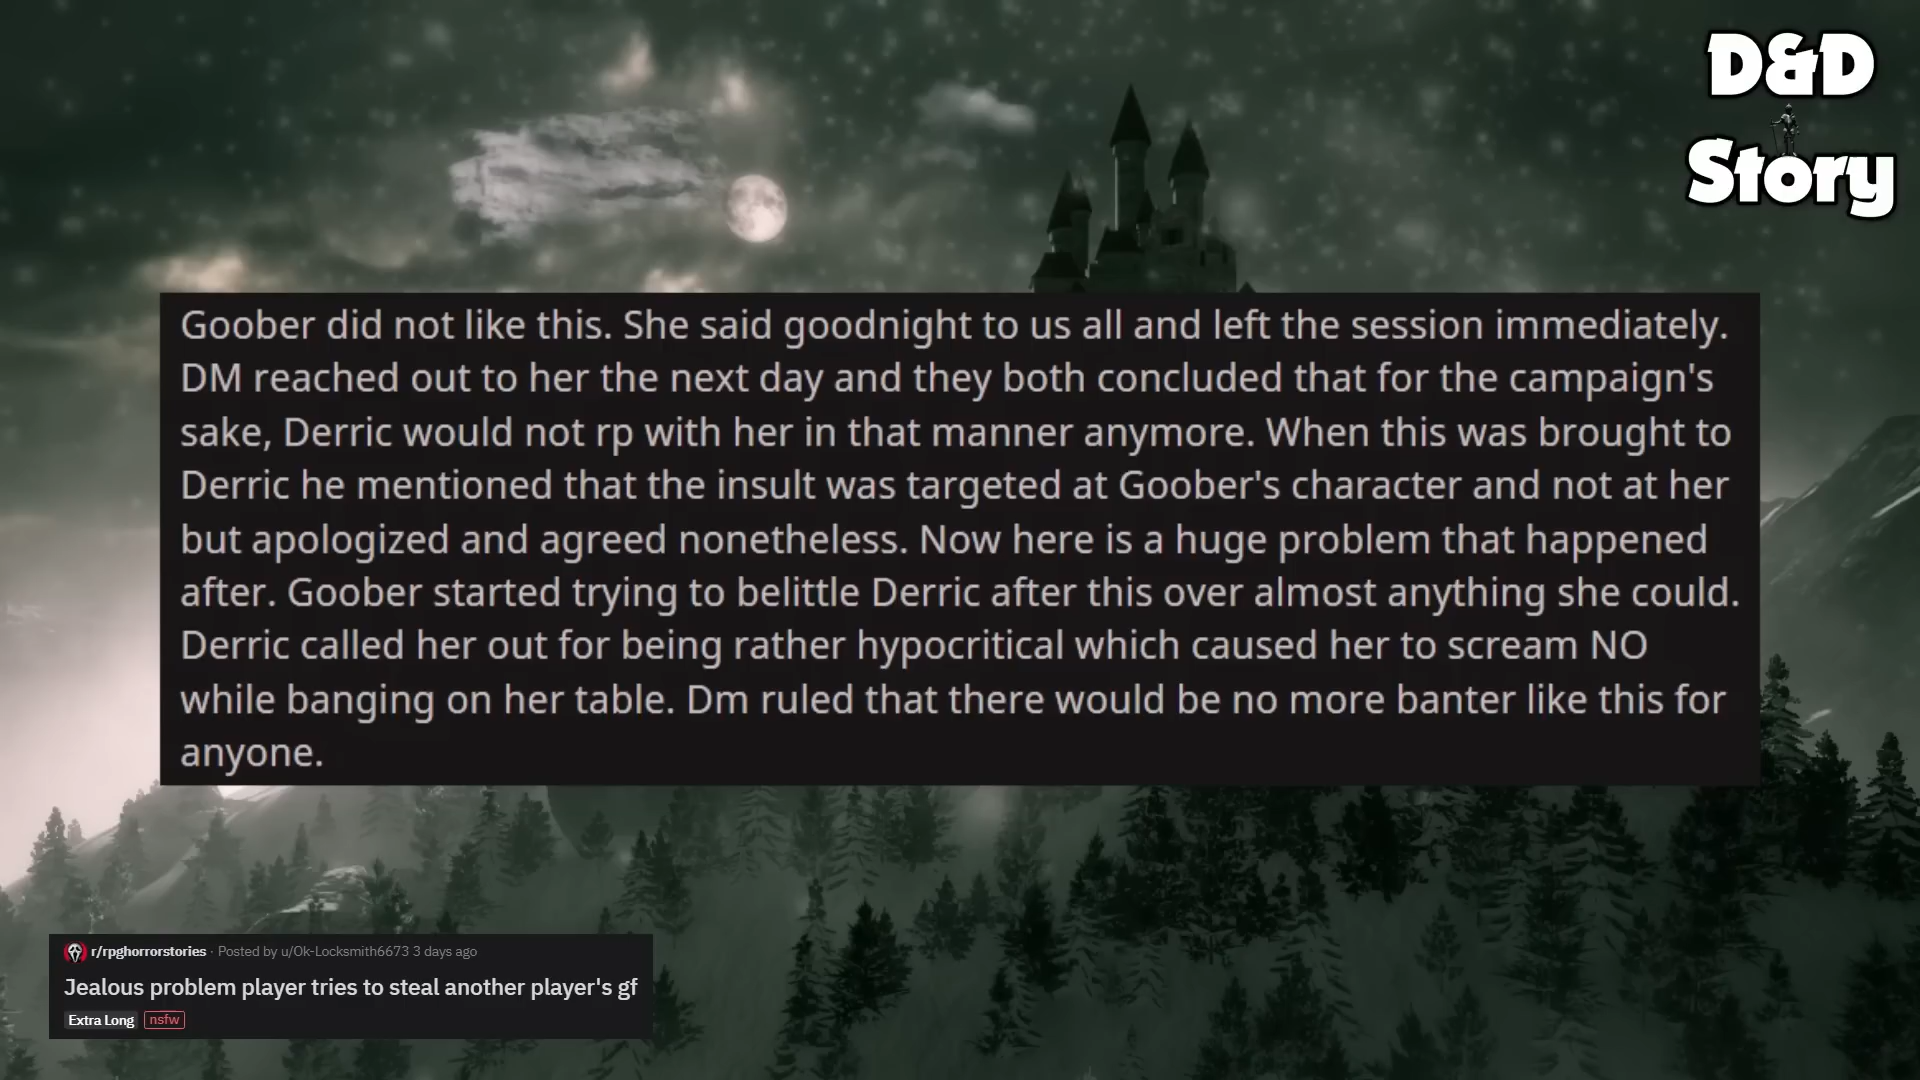 D&D
Story
Goober did not like this. She said goodnight to us all and left the session immediately.
DM reached out to her the next day and they both concluded that for the campaign's
sake, Derric would not rp with her in that manner anymore. When this was brought to
Derric he mentioned that the insult was targeted at Goober's character and not at her
but apologized and agreed nonetheless. Now here is a huge problem that happened
after. Goober started trying to belittle Derric after this over almost anything she could.
Derric called her out for being rather hypocritical which caused her to scream NO
while banging on her table. Dm ruled that there would be no more banter like this for
anyone.
r/rpghorrorstories · Posted by u/Ok-Locksmith6673 3 days ago
Jealous problem player tries to steal another player's gf
Extra Long nsfw